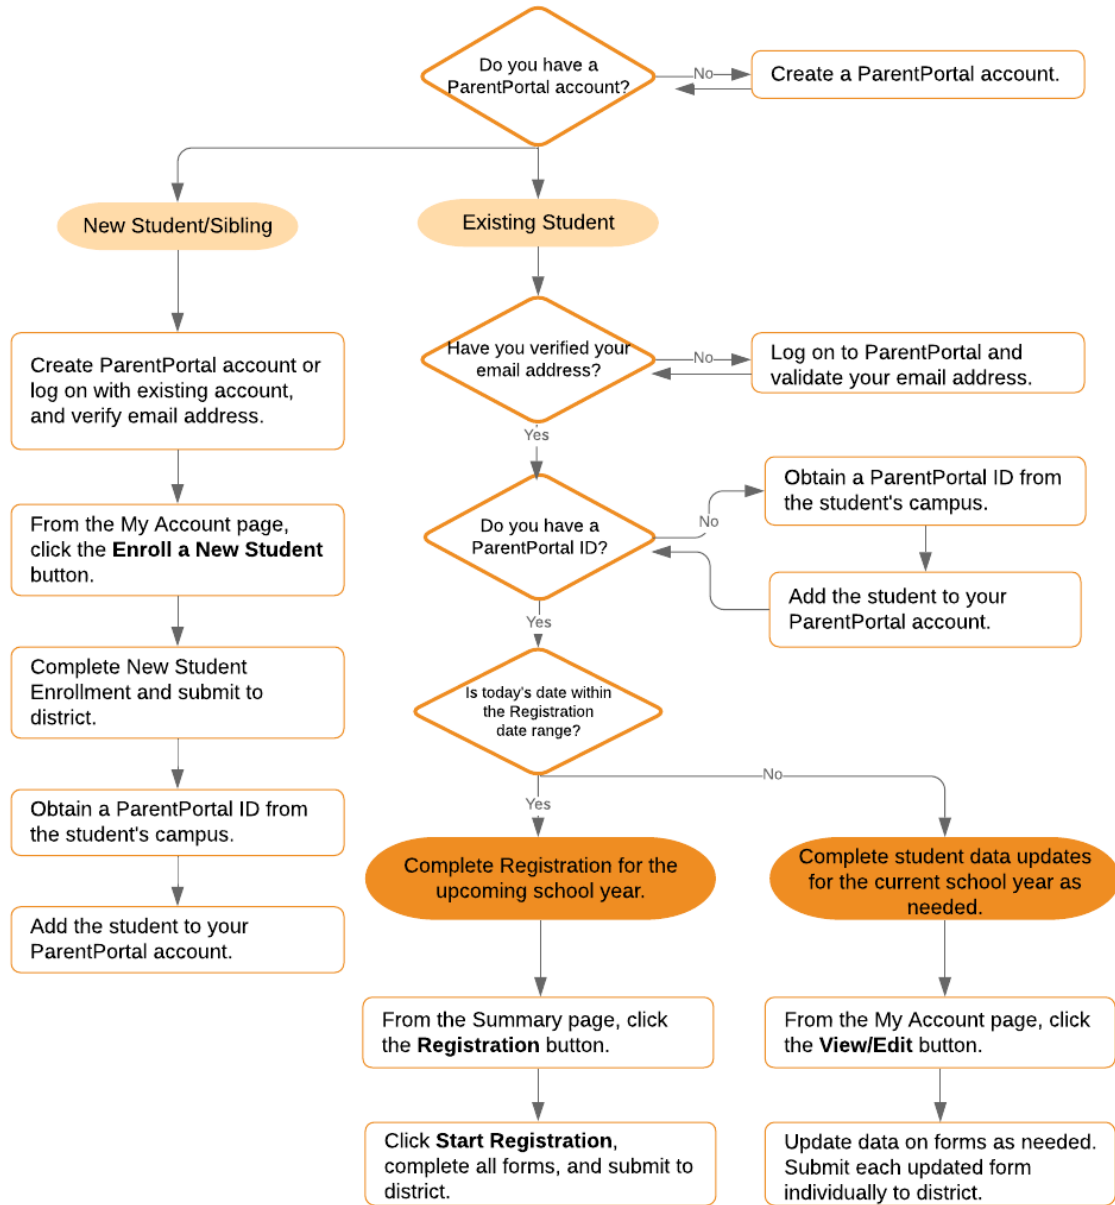 Do you have a
ParentPortal account?
No
Create a ParentPortal account.
New Student/Sibling
Existing Student
Create ParentPortal account or
log on with existing account,
and verify email address.
Have you verified your
email address?
No
Log on to ParentPortal and
validate your email address.
Yes
From the My Account page,
click the Enroll a New Student
button.
Do you have a
ParentPortal ID?
No
Obtain a ParentPortal ID from
the student's campus.
Add the student to your
ParentPortal account.
Yes
Complete New Student
Enrollment and submit to
district.
Is today's date within
the Registration
date range?
No
Yes
Obtain a ParentPortal ID from
the student's campus.
Complete Registration for the
upcoming school year.
Complete student data updates
for the current school year as
needed.
Add the student to your
ParentPortal account.
From the Summary page, click
the Registration button.
From the My Account page, click
the View/Edit button.
Click Start Registration,
complete all forms, and submit to
district.
Update data on forms as needed.
Submit each updated form
individually to district.